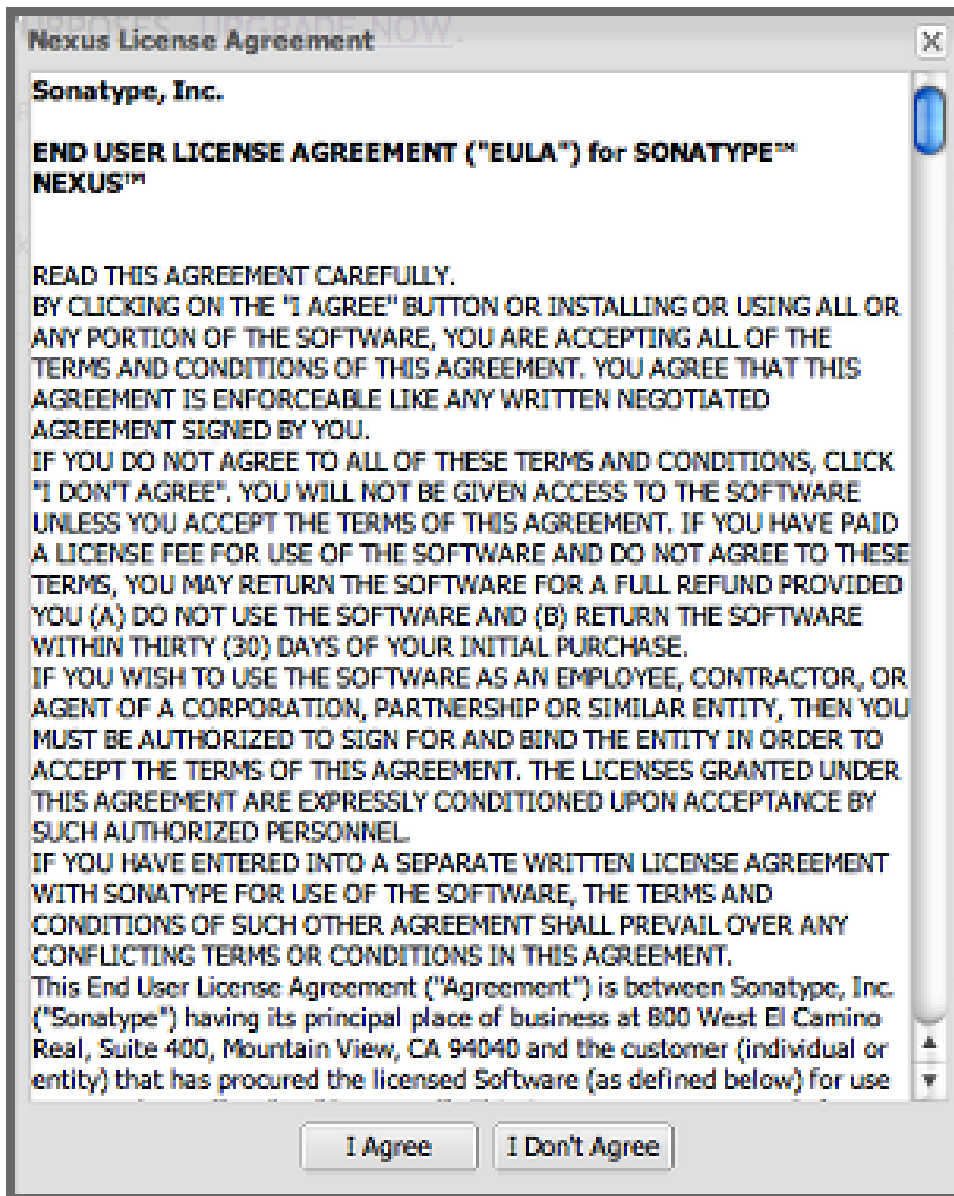 URPOSES. UPGRADE NOW.
Nexus License Agreement
Sonatype, Inc.
END USER LICENSE AGREEMENT ("EULA") for SONATYPE™
NEXUS™
READ THIS AGREEMENT CAREFULLY.
BY CLICKING ON THE "I AGREE" BUTTON OR INSTALLING OR USING ALL OR
ANY PORTION OF THE SOFTWARE, YOU ARE ACCEPTING ALL OF THE
TERMS AND CONDITIONS OF THIS AGREEMENT. YOU AGREE THAT THIS
AGREEMENT IS ENFORCEABLE LIKE ANY WRITTEN NEGOTIATED
AGREEMENT SIGNED BY YOU.
IF YOU DO NOT AGREE TO ALL OF THESE TERMS AND CONDITIONS, CLICK
"I DON'T AGREE". YOU WILL NOT BE GIVEN ACCESS TO THE SOFTWARE
UNLESS YOU ACCEPT THE TERMS OF THIS AGREEMENT. IF YOU HAVE PAID
A LICENSE FEE FOR USE OF THE SOFTWARE AND DO NOT AGREE TO THESE
TERMS, YOU MAY RETURN THE SOFTWARE FOR A FULL REFUND PROVIDED
YOU (A) DO NOT USE THE SOFTWARE AND (B) RETURN THE SOFTWARE
WITHIN THIRTY (30) DAYS OF YOUR INITIAL PURCHASE.
IF YOU WISH TO USE THE SOFTWARE AS AN EMPLOYEE, CONTRACTOR, OR
AGENT OF A CORPORATION, PARTNERSHIP OR SIMILAR ENTITY, THEN YOU
MUST BE AUTHORIZED TO SIGN FOR AND BIND THE ENTITY IN ORDER TO
ACCEPT THE TERMS OF THIS AGREEMENT. THE LICENSES GRANTED UNDER
THIS AGREEMENT ARE EXPRESSLY CONDITIONED UPON ACCEPTANCE BY
SUCH AUTHORIZED PERSONNEL.
IF YOU HAVE ENTERED INTO A SEPARATE WRITTEN LICENSE AGREEMENT
WITH SONATYPE FOR USE OF THE SOFTWARE, THE TERMS AND
CONDITIONS OF SUCH OTHER AGREEMENT SHALL PREVAIL OVER ANY
CONFLICTING TERMS OR CONDITIONS IN THIS AGREEMENT.
This End User License Agreement ("Agreement") is between Sonatype, Inc.
("Sonatype") having its principal place of business at 800 West El Camino
Real, Suite 400, Mountain View, CA 94040 and the customer (individual or
entity) that has procured the licensed Software (as defined below) for use
I Agree
I Don't Agree